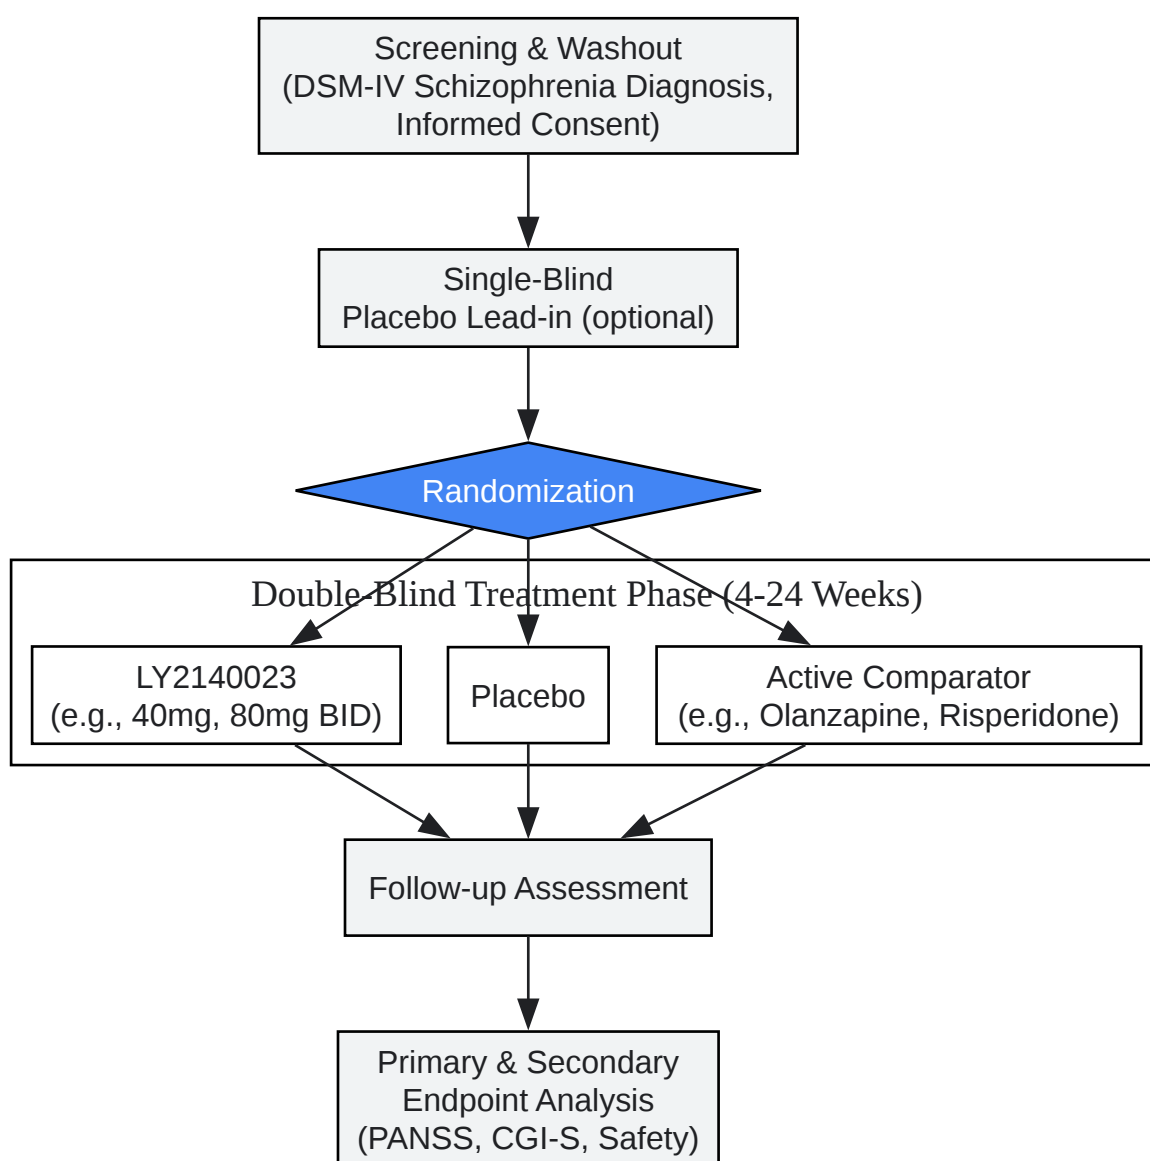 Screening & Washout
(DSM-IV Schizophrenia Diagnosis,
Informed Consent)
Single-Blind
Placebo Lead-in (optional)
Randomization
Double-Blind Treatment Phase (4-24 Weeks)
LY2140023
(e.g., 40mg, 80mg BID)
Placebo
Active Comparator
(e.g., Olanzapine, Risperidone)
Follow-up Assessment
Primary & Secondary
Endpoint Analysis
(PANSS, CGI-S, Safety)